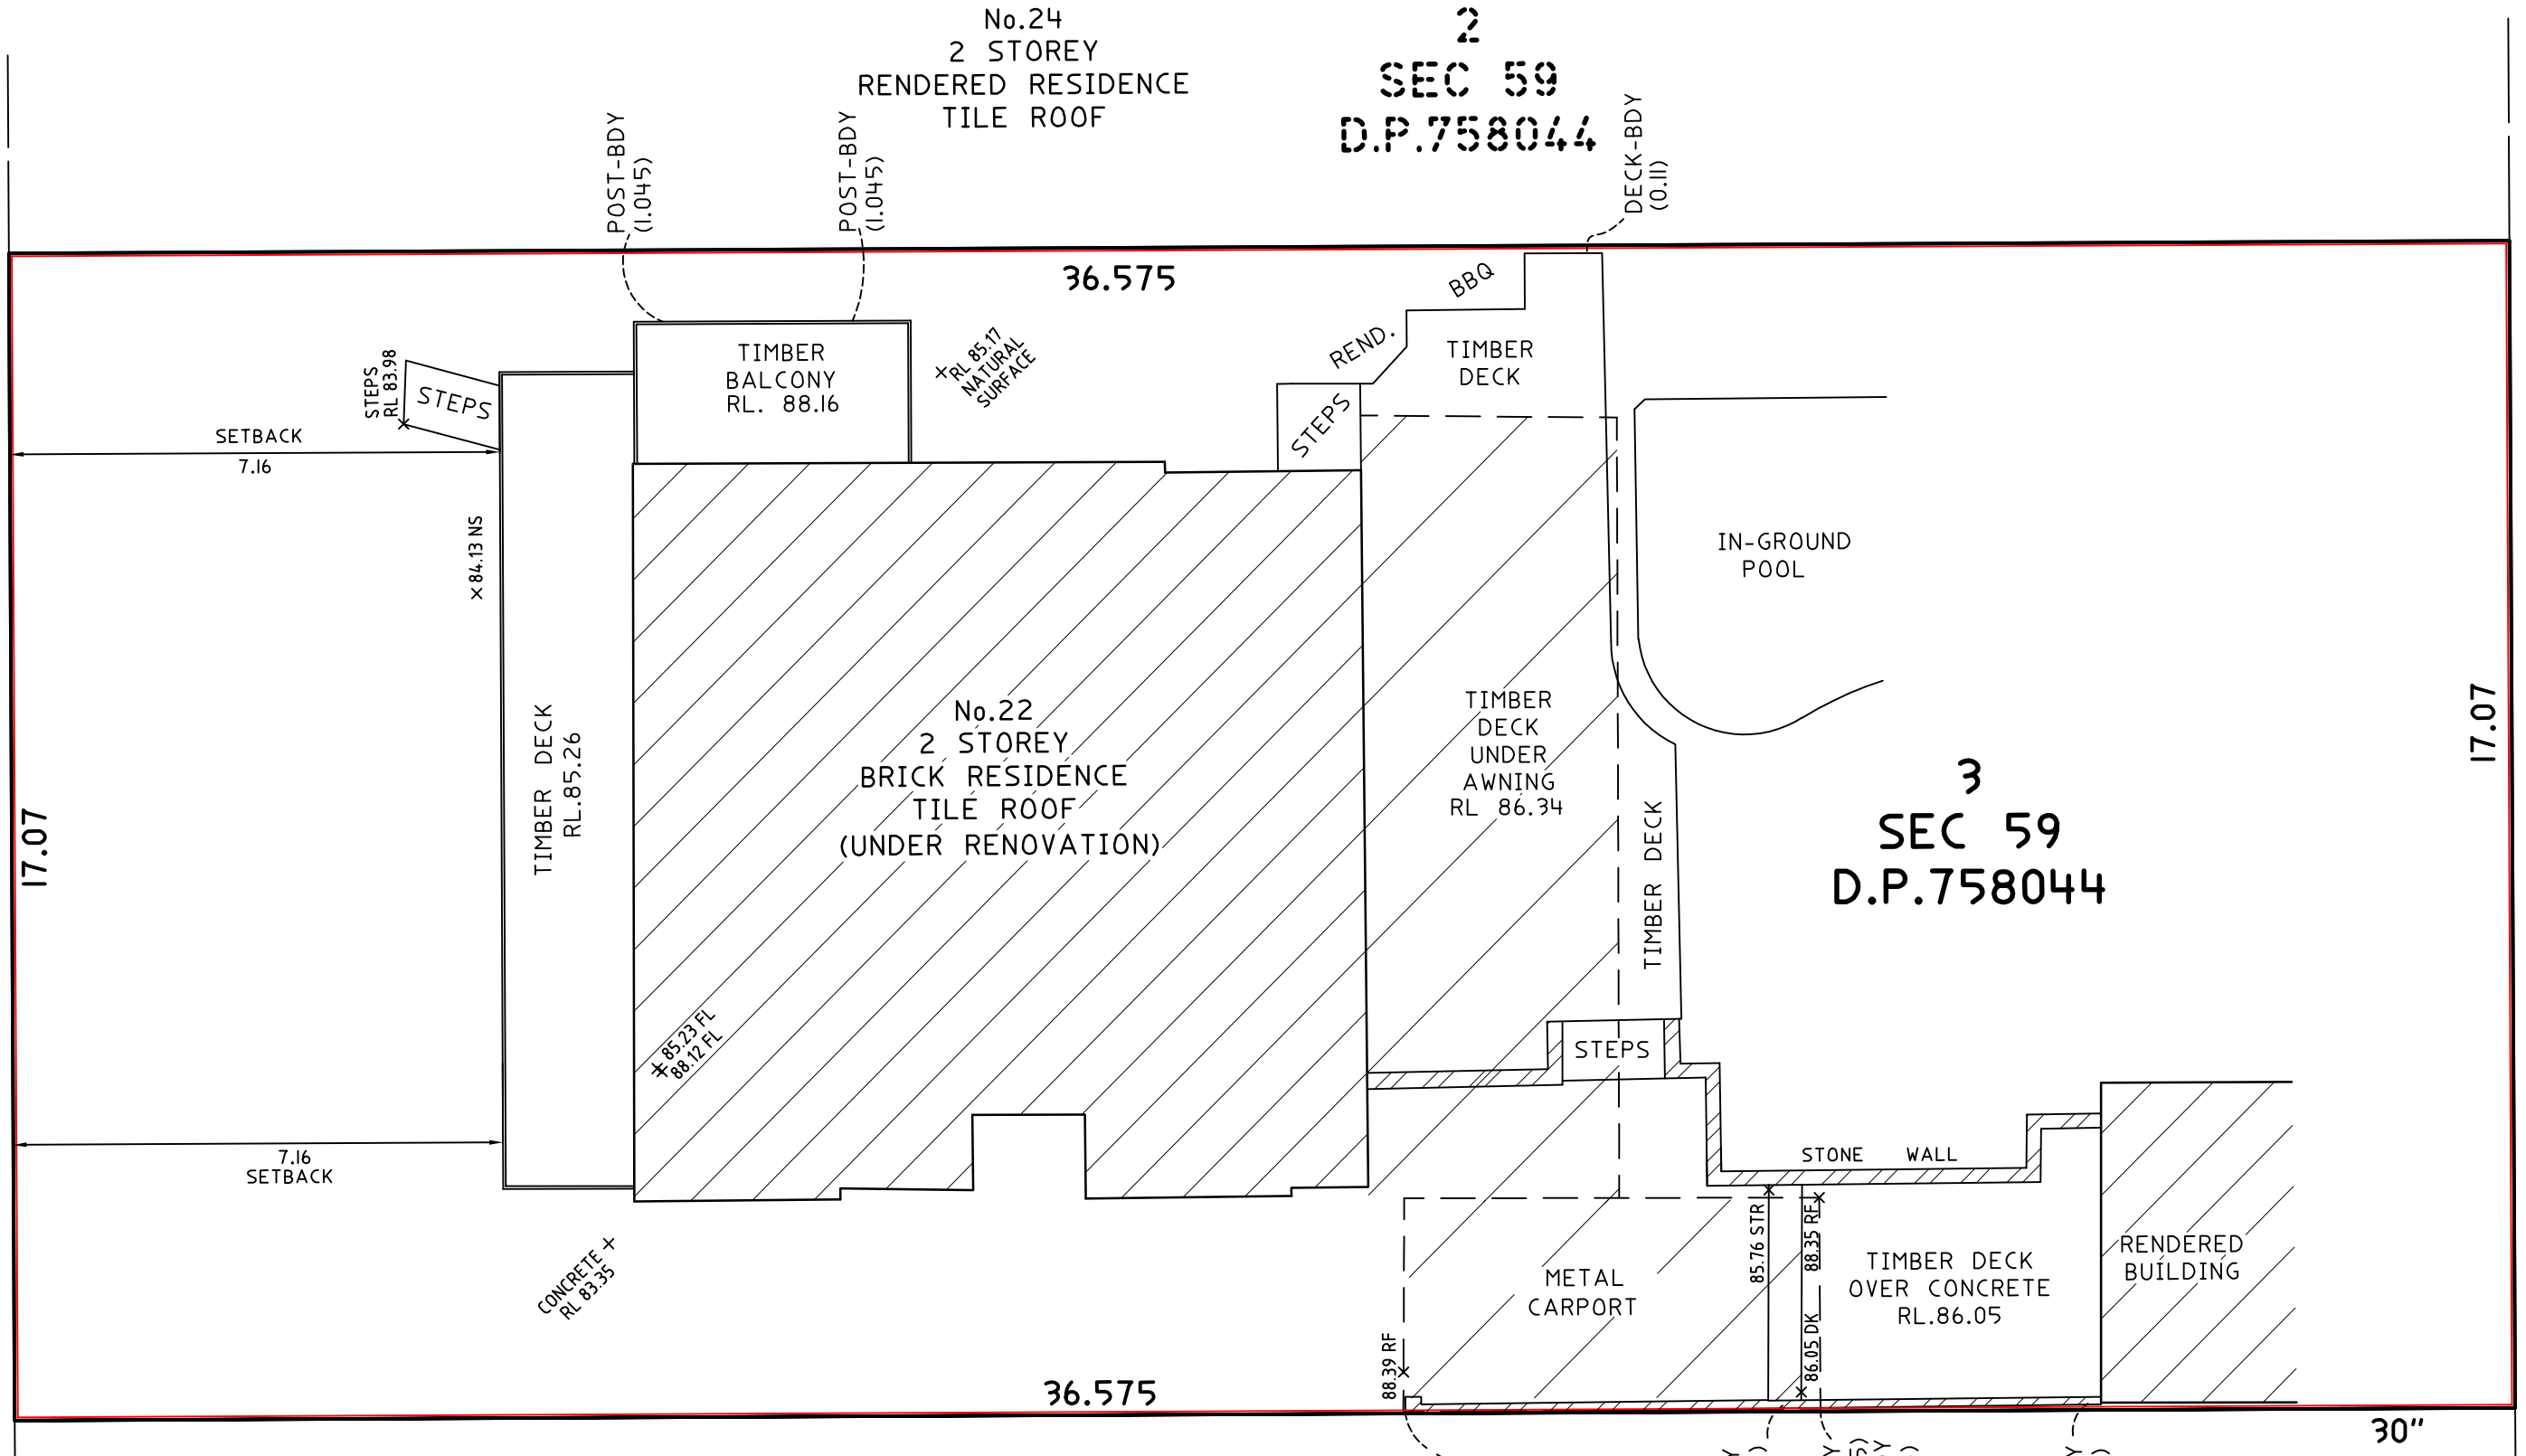 No.24
2 STOREY
RENDERED RESIDENCE
TILE ROOF
2
SEC 59
D.P.758044
POST-BDY
(1.045)
POST-BDY
(1.045)
DECK-BDY
(0.11)
36.575
BBQ
REND.
TIMBER
DECK
STEPS
RL 83.98
STEPS
TIMBER
BALCONY
RL. 88.16
RL 85.17
NATURAL
SURFACE
STEPS
SETBACK
7.16
84.13 NS
IN-GROUND
POOL
TIMBER DECK
RL.85.26
No.22
2 STOREY
BRICK RESIDENCE
TILE ROOF
(UNDER RENOVATION)
TIMBER
DECK
UNDER
AWNING
RL 86.34
TIMBER DECK
17.07
17.07
3
SEC 59
D.P.758044
85.23 FL
88.12 FL
STEPS
7.16
SETBACK
STONE WALL
CONCRETE
RL 83.35
METAL
CARPORT
85.76 STR
88.35 RF
86.05 DK
TIMBER DECK
OVER CONCRETE
RL.86.05
RENDERED
BUILDING
88.39 RF
36.575
30"